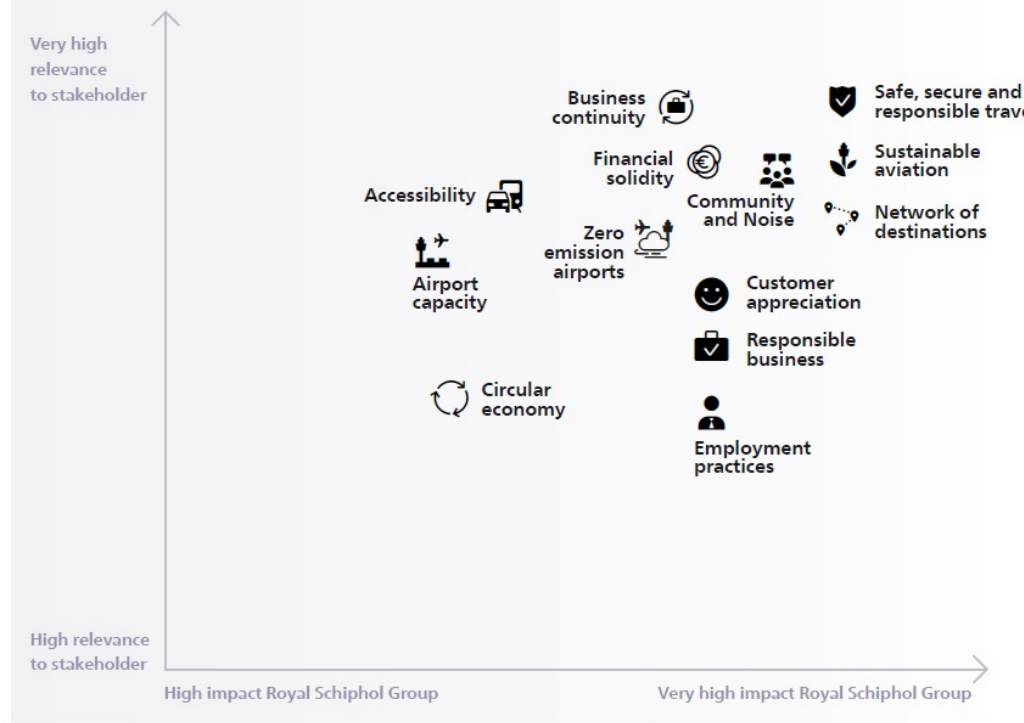 Very high
relevance
to stakeholder
Business
continuity
Safe, secure and
responsible trave
Financial
solidity
Sustainable
aviation
Accessibility
Community
and Noise
Network of
destinations
Zero
emission
airports
Airport
capacity
Customer
appreciation
Responsible
business
Circular
economy
Employment
practices
High relevance
to stakeholder
High impact Royal Schiphol Group
Very high impact Royal Schiphol Group